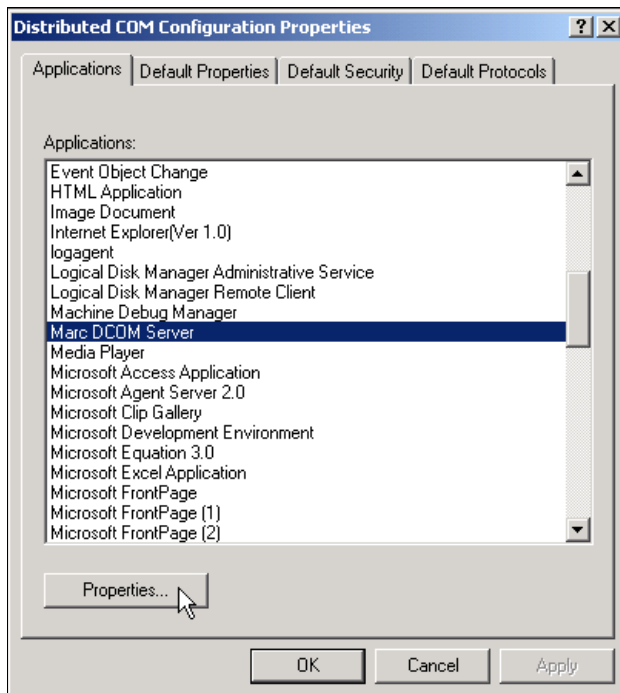 Distributed COM Configuration Properties
Applications Default Properties Default Security Default Protocols
Applications:
Event Object Change
HTML Application
Image Document
Internet Explorer(Ver 1.0)
logagent
Logical Disk Manager Administrative Service
Logical Disk Manager Remote Client
Machine Debug Manager
Marc DCOM Server
Media Player
Microsoft Access Application
Microsoft Agent Server 2.0
Microsoft Clip Gallery
Microsoft Development Environment
Microsoft Equation 3.0
Microsoft Excel Application
Microsoft FrontPage
Microsoft FrontPage (1)
Microsoft FrontPage (2)
Properties...
OK Cancel Apply